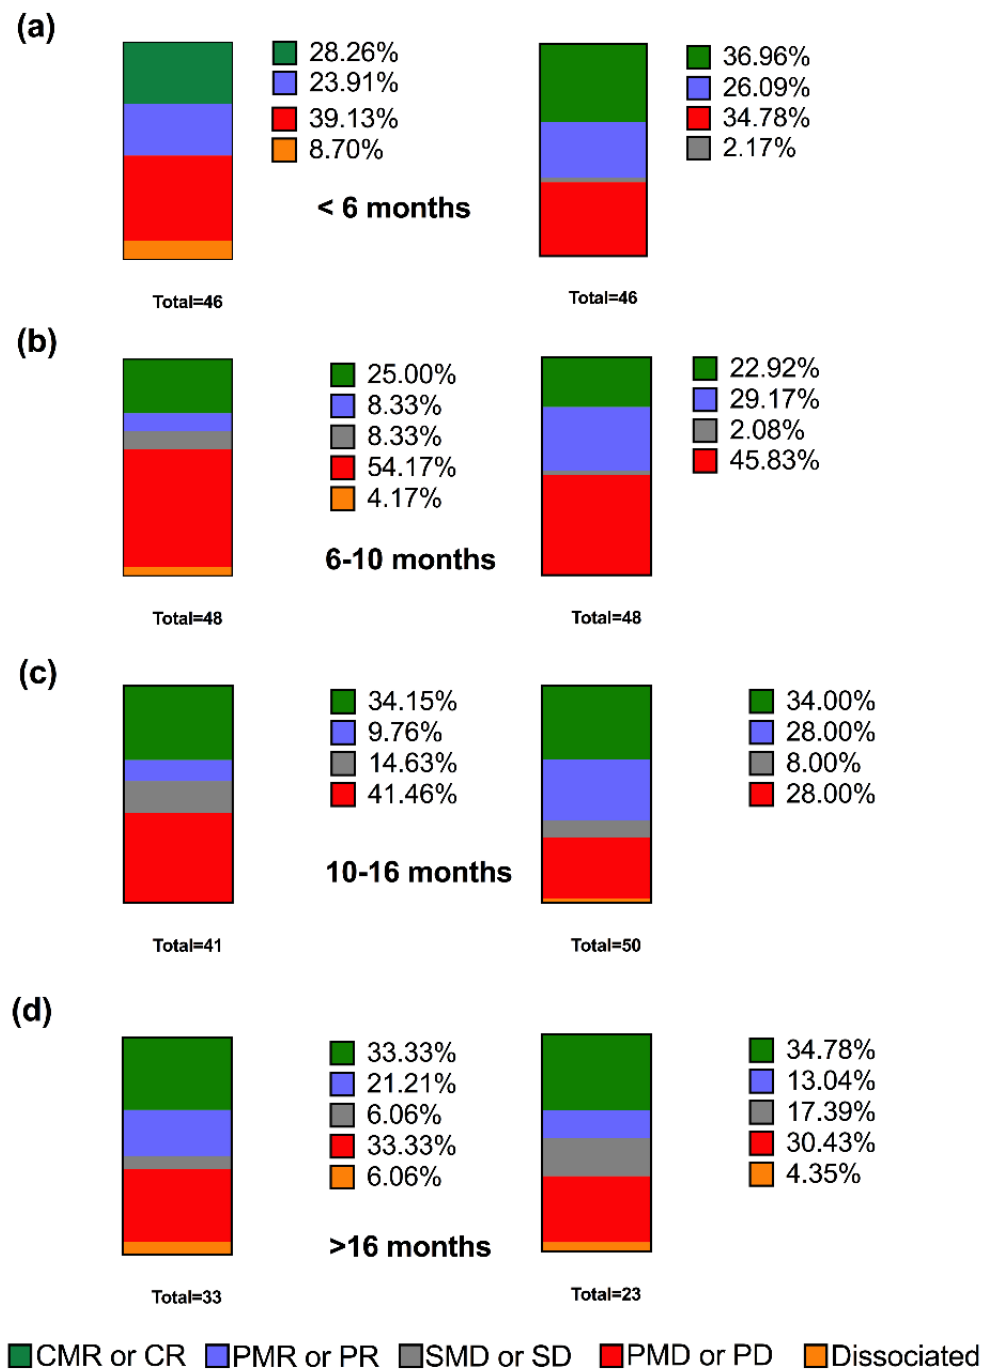 (a)
28.26%
23.91%
39.13%
8.70%
36.96%
26.09%
34.78%
2.17%
< 6 months
Total=46
Total=46
(b)
25.00%
8.33%
8.33%
54.17%
4.17%
22.92%
29.17%
2.08%
45.83%
6-10 months
Total=48
Total=48
(c)
34.15%
9.76%
14.63%
41.46%
34.00%
28.00%
8.00%
28.00%
10-16 months
Total=41
Total=50
(d)
33.33%
21.21%
6.06%
33.33%
6.06%
34.78%
13.04%
17.39%
30.43%
4.35%
>16 months
Total=33
Total=23
CMR or CR PMR or PR SMD or SD PMD or PD Dissociated